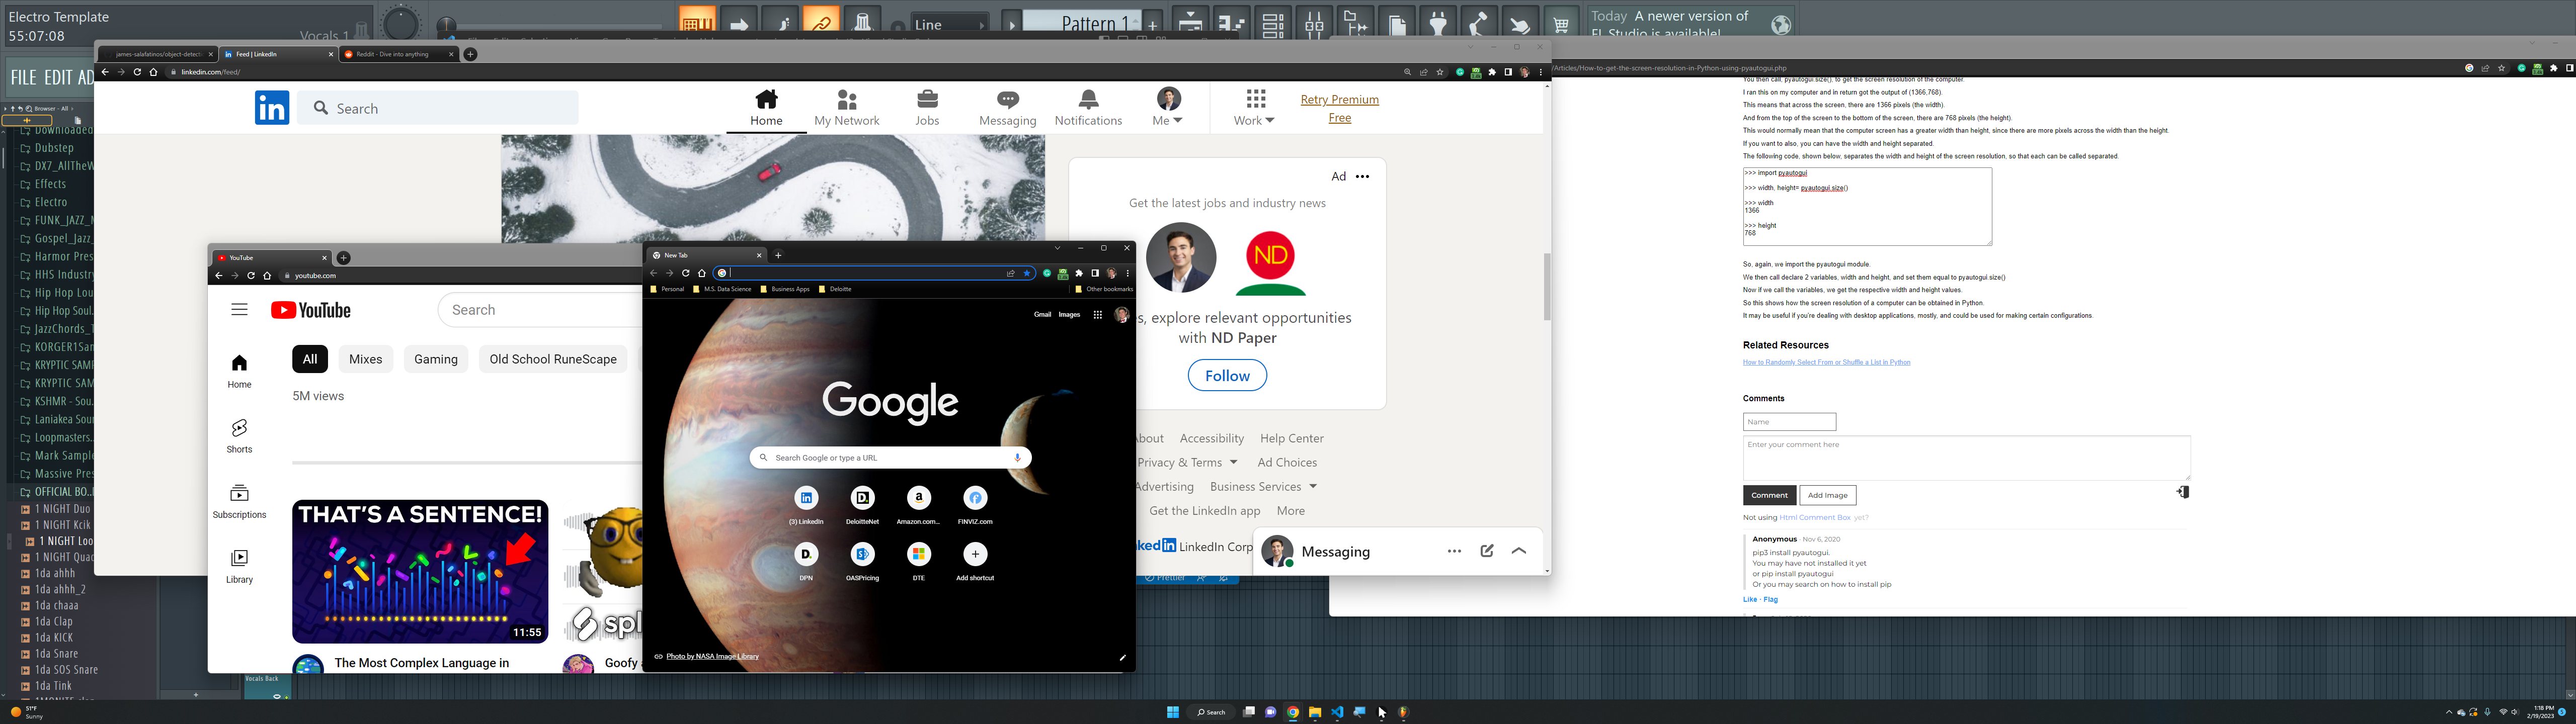 Electro Template
55:07:08
Vocals 1
Line
Pattern 1
Today A newer version of
FL Studio is available!
FILE EDIT AD
Browser - All
Downloaded
Dubstep
DX7_AllTheW
Effects
Electro
FUNK_JAZZ_
Gospel_Jazz_
Harmor Pres
HHS Industry
Hip Hop Lou
Hip Hop Soul.
JazzChords_
KORGER1San
KRYPTIC SAMF
KRYPTIC SAM
KSHMR - Sou.
Laniakea Sour
Loopmasters.
Mark Sample
Massive Pres
OFFICIAL BO..
1 NIGHT Duo
1 NIGHT Kcik
1 NIGHT Loo
1 NIGHT Quac
1da ahhh
1da ahhh_2
1da chaaa
1da Clap
1da KICK
1da Snare
1da SOS Snare
1da Tink
Vocals Back
james-salafatinos/object-detect
Feed | LinkedIn
Reddit - Dive into anything
linkedin.com/feed/
in
Search
Home
My Network
Jobs
Messaging
Notifications
Me
Work
Retry Premium
Free
Ad
Get the latest jobs and industry news
ND
s, explore relevant opportunities
with ND Paper
Follow
bout Accessibility Help Center
Privacy & Terms Ad Choices
Advertising Business Services
Get the LinkedIn app More
kedin LinkedIn Corp
Messaging
Prettier
YouTube
youtube.com
YouTube
Search
All
Mixes
Gaming
Old School RuneScape
5M views
Home
Shorts
Subscriptions
Library
THAT'S A SENTENCE!
11:55
The Most Complex Language in
spl
Goofy a
New Tab
Personal
M.S. Data Science
Business Apps
Deloitte
Other bookmarks
Gmail Images
Google
Search Google or type a URL
(3) LinkedIn
DeloitteNet
Amazon.com...
FINVIZ.com
DPN
OASPricing
DTE
Add shortcut
Photo by NASA Image Library
/Articles/How-to-get-the-screen-resolution-in-Python-using-pyautogui.php
You then call, pyautogui.size(), to get the screen resolution of the computer.
I ran this on my computer and in return got the output of (1366,768).
This means that across the screen, there are 1366 pixels (the width).
And from the top of the screen to the bottom of the screen, there are 768 pixels (the height).
This would normally mean that the computer screen has a greater width than height, since there are more pixels across the width than the height.
If you want to also, you can have the width and height separated.
The following code, shown below, separates the width and height of the screen resolution, so that each can be called separated.
>>> import pyautogui
>>> width, height= pyautogui.size()
>>> width
1366
>>> height
768
So, again, we import the pyautogui module.
We then call declare 2 variables, width and height, and set them equal to pyautogui.size()
Now if we call the variables, we get the respective width and height values.
So this shows how the screen resolution of a computer can be obtained in Python.
It may be useful if you're dealing with desktop applications, mostly, and could be used for making certain configurations.
Related Resources
How to Randomly Select From or Shuffle a List in Python
Comments
Name
Enter your comment here
Comment
Add Image
Not using Html Comment Box yet?
Anonymous · Nov 6, 2020
pip3 install pyautogui.
You may have not installed it yet
or pip install pyautogui
Or you may search on how to install pip
Like · Flag
51°F
Sunny
Search
1:18 PM
2/19/2023